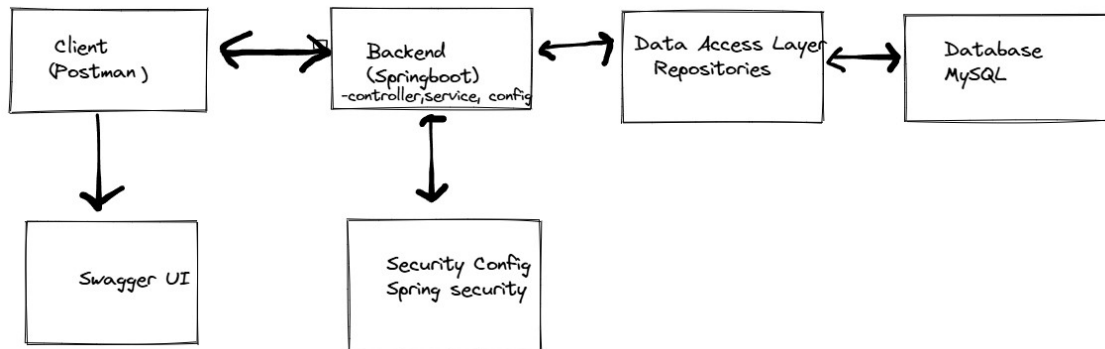 Client
(Postman)
Backend
(Springboot)
-controller,service, config
Data Access Layer
Repositories
Database
MySQL
Swagger UI
Security Config
Spring security